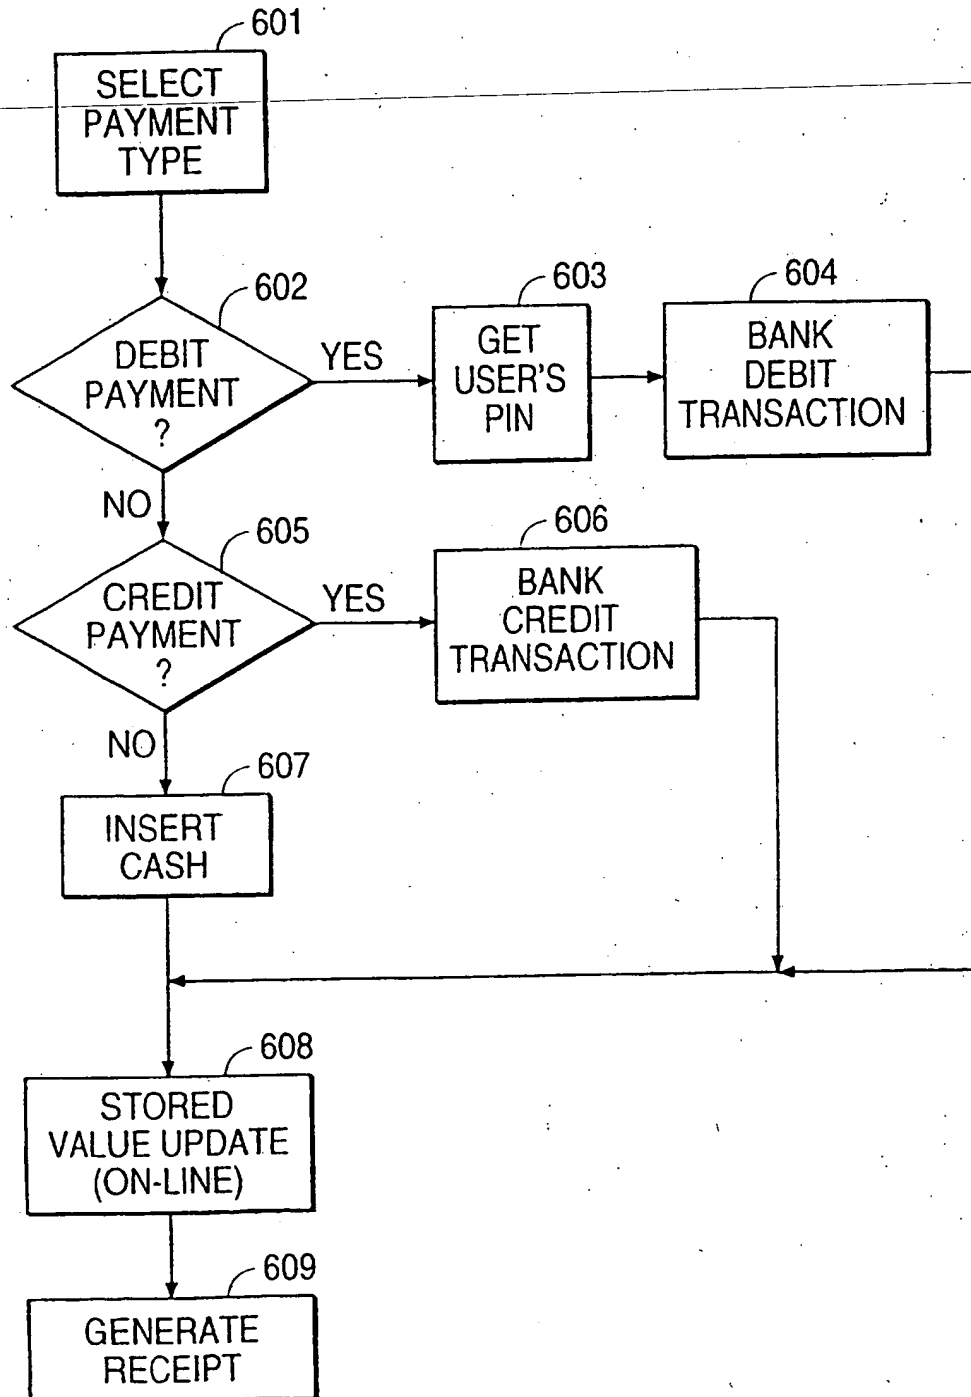 601
SELECT
PAYMENT
TYPE
602
DEBIT
PAYMENT
?
YES
NO
603
GET
USER'S
PIN
604
BANK
DEBIT
TRANSACTION
605
CREDIT
PAYMENT
?
YES
NO
606
BANK
CREDIT
TRANSACTION
607
INSERT
CASH
608
STORED
VALUE UPDATE
(ON-LINE)
609
GENERATE
RECEIPT